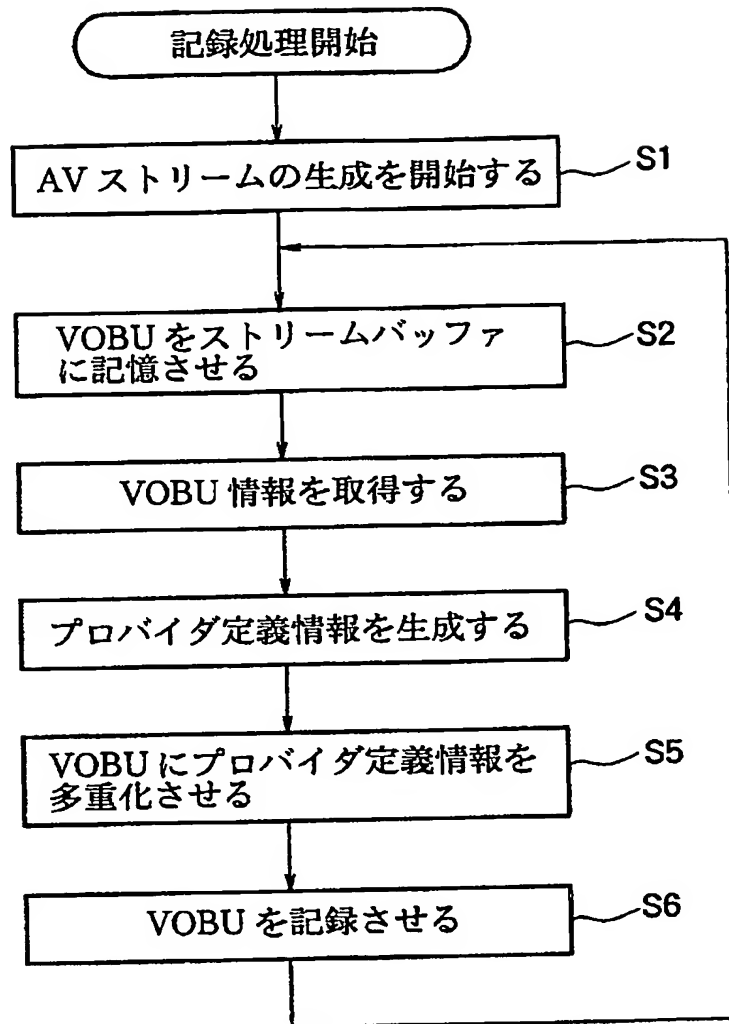 記録処理開始
AVストリームの生成を開始する
S1
VOBUをストリームバッファ
に記憶させる
S2
VOBU情報を取得する
S3
プロバイダ定義情報を生成する
S4
VOBUにプロバイダ定義情報を
多重化させる
S5
VOBUを記録させる
S6